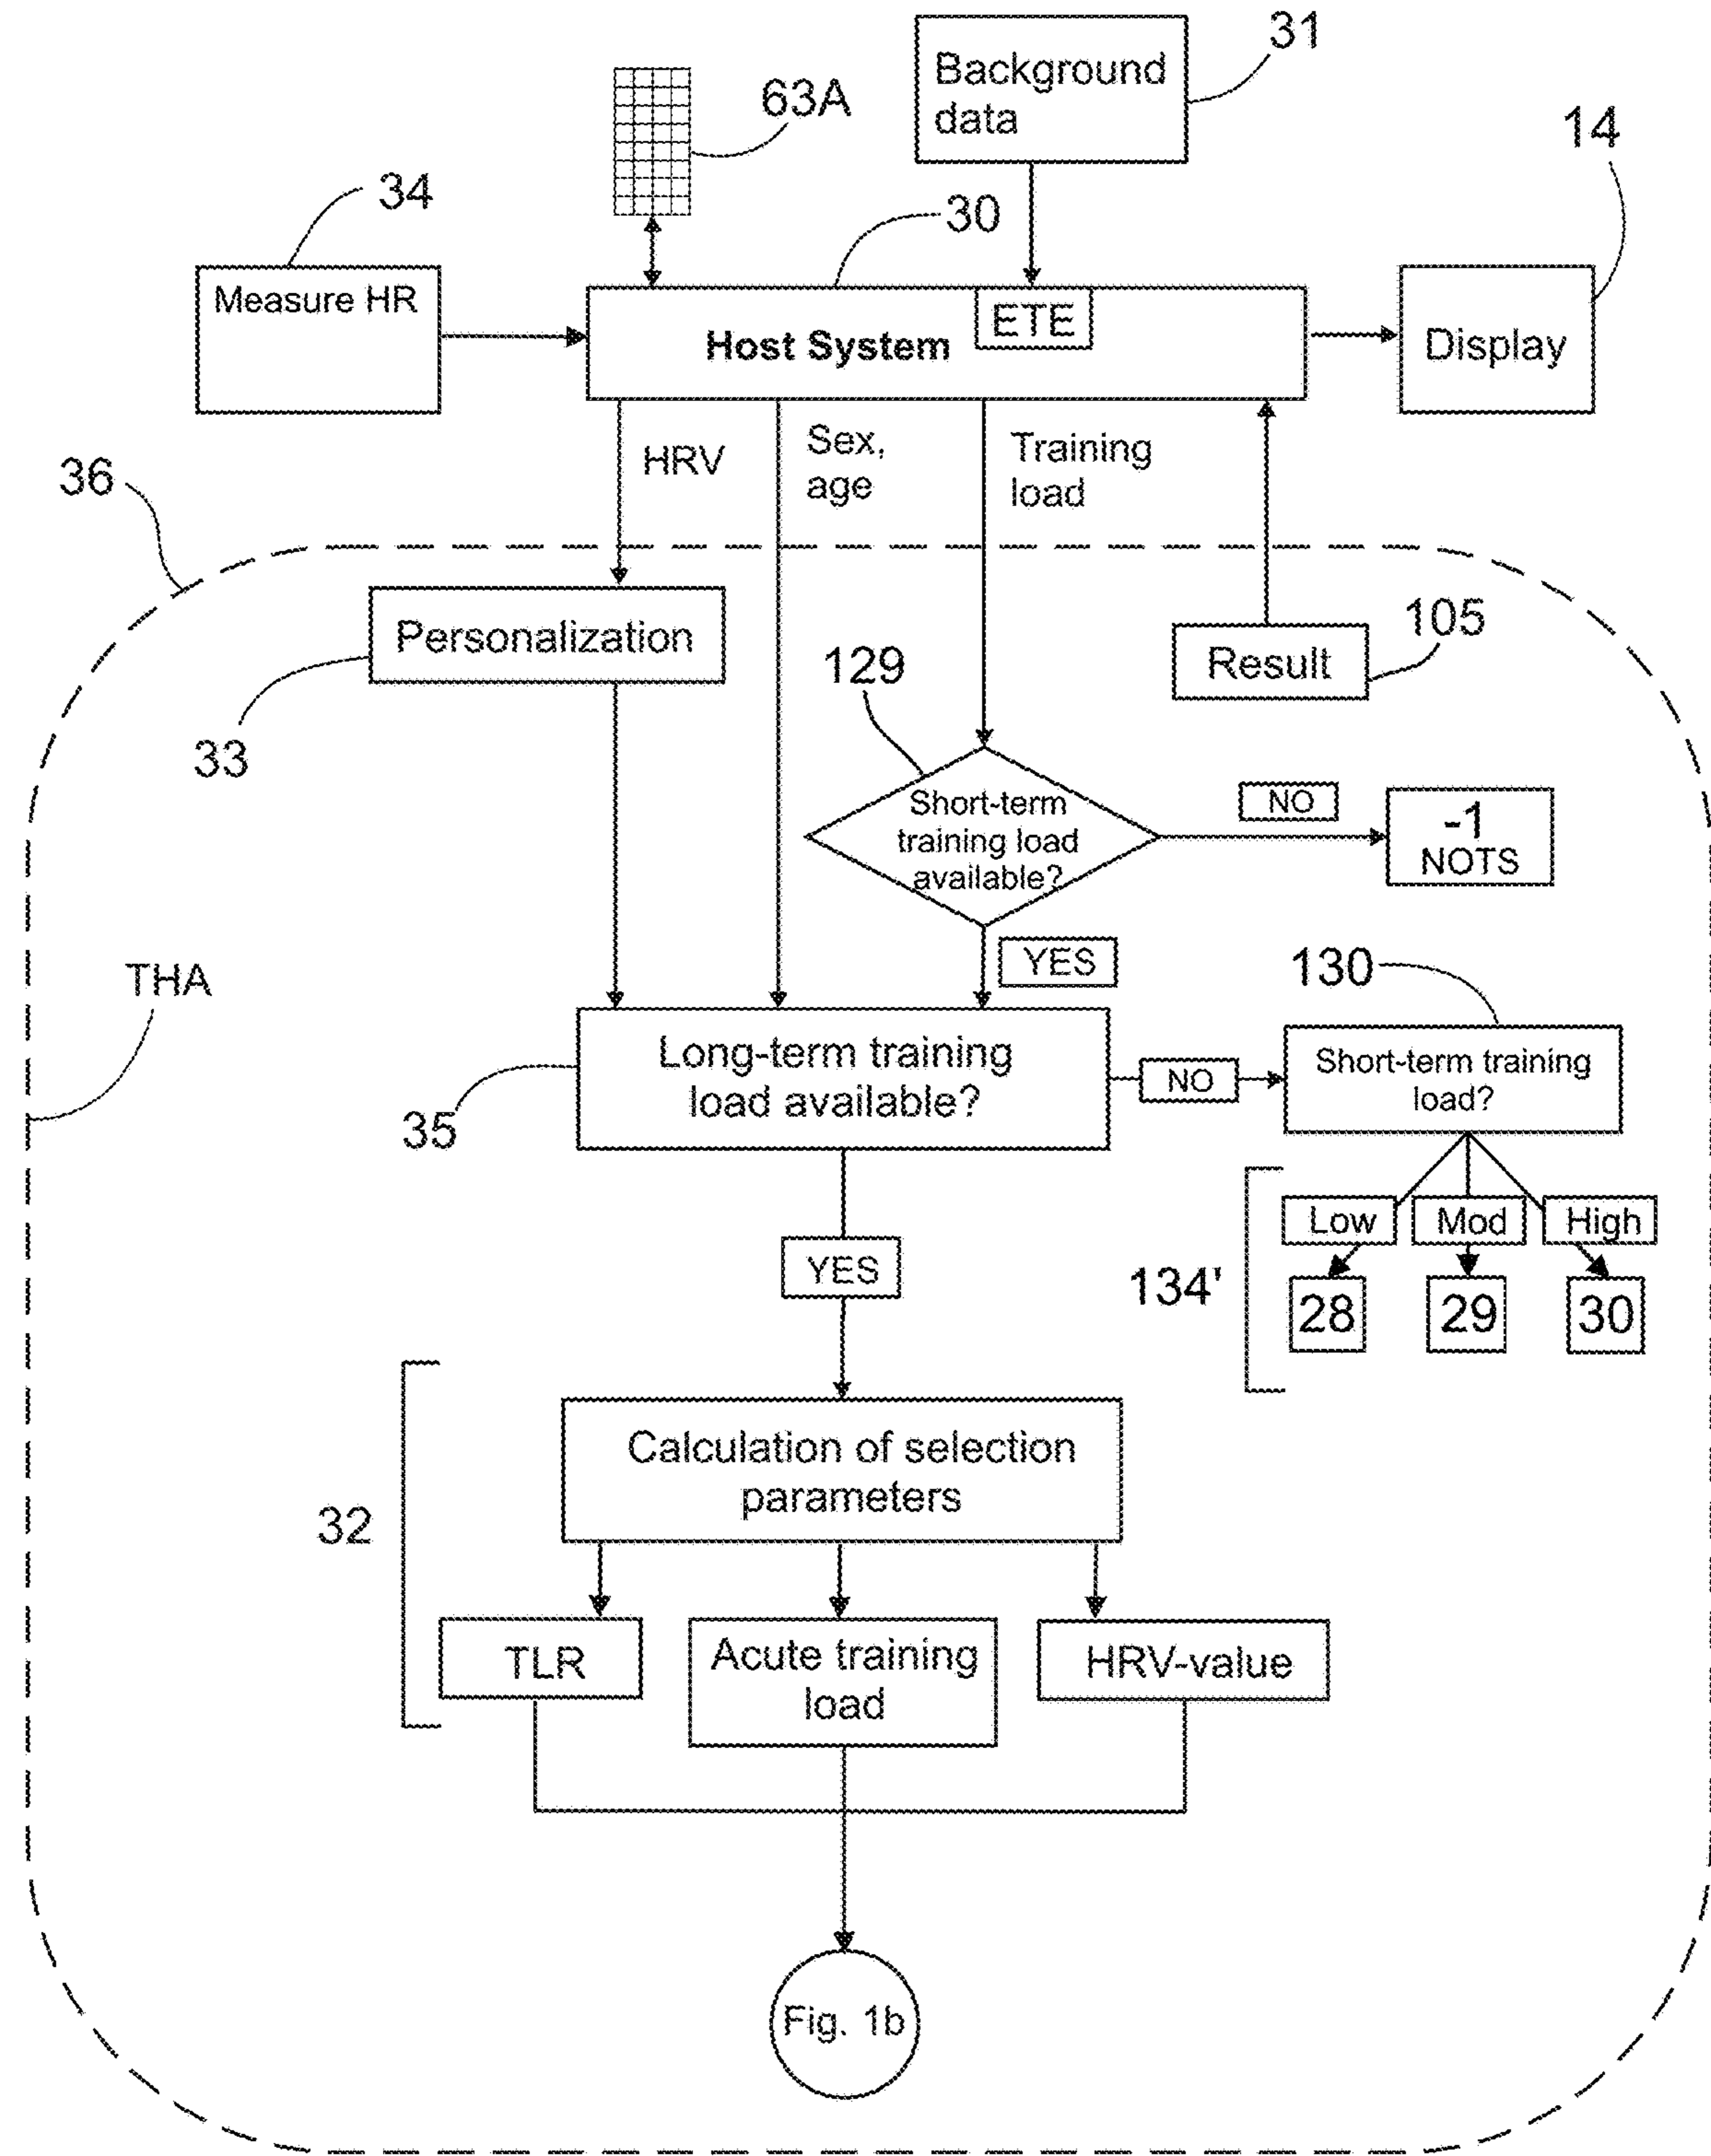 31
Background
data
63A
14
34
30
Measure HR
ETE
Host System
Display
HRV
Sex,
age
Training
load
36
Personalization
105
Result
129
33
Short-term
training load
available?
NO
-1
NOTS
YES
THA
130
Long-term training
load available?
NO
Short-term training
load?
35
Low
Mod
High
YES
134'
28
29
30
Calculation of selection
parameters
32
TLR
Acute training
load
HRV-value
Fig. 1b